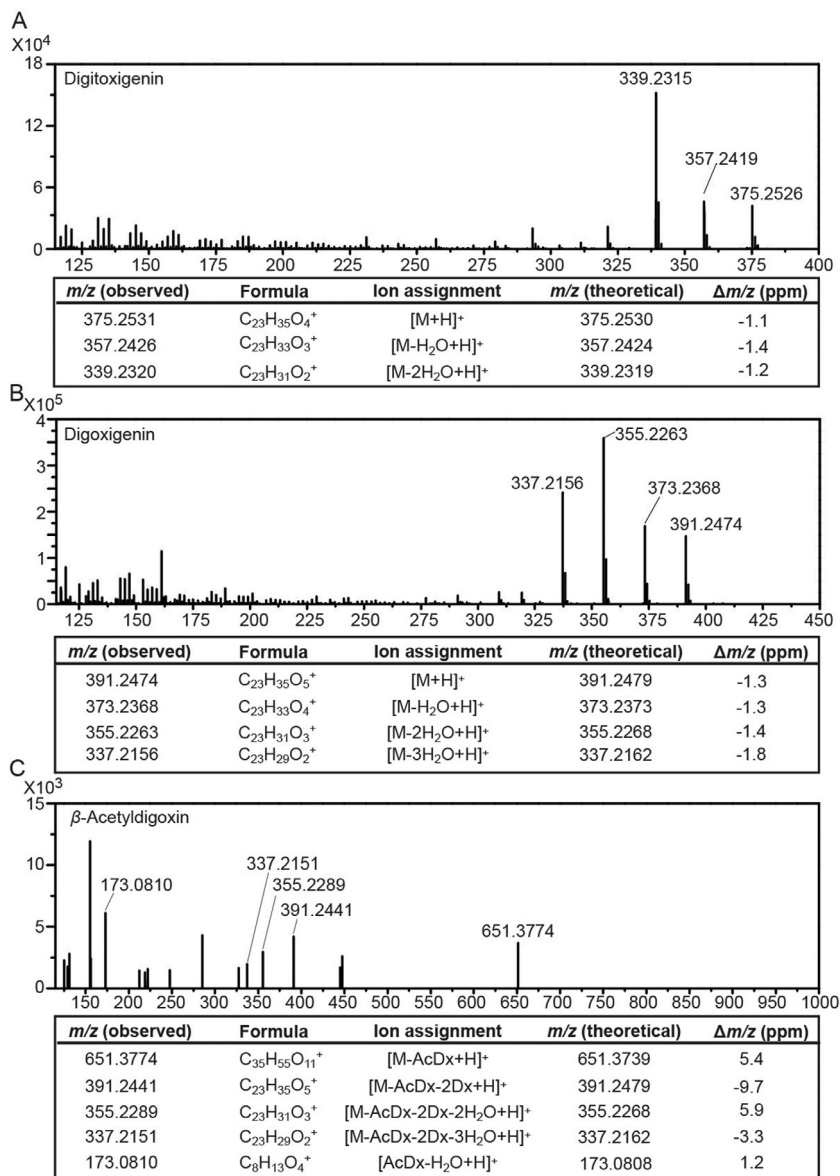 A
X10⁴
18
12
6
0
Digitoxigenin
339.2315
357.2419
375.2526
125 150 175 200 225 250 275 300 325 350 375 400
m/z (observed) Formula Ion assignment m/z (theoretical) Δm/z (ppm)
375.2531 C₂₃H₃₅O₄⁺ [M+H]⁺ 375.2530 -1.1
357.2426 C₂₃H₃₃O₃⁺ [M-H₂O+H]⁺ 357.2424 -1.4
339.2320 C₂₃H₃₁O₂⁺ [M-2H₂O+H]⁺ 339.2319 -1.2
B
X10⁵
4
3
2
1
0
Digoxigenin
355.2263
337.2156
373.2368
391.2474
125 150 175 200 225 250 275 300 325 350 375 400 425 450
m/z (observed) Formula Ion assignment m/z (theoretical) Δm/z (ppm)
391.2474 C₂₃H₃₅O₅⁺ [M+H]⁺ 391.2479 -1.3
373.2368 C₂₃H₃₃O₄⁺ [M-H₂O+H]⁺ 373.2373 -1.3
355.2263 C₂₃H₃₁O₃⁺ [M-2H₂O+H]⁺ 355.2268 -1.4
337.2156 C₂₃H₂₉O₂⁺ [M-3H₂O+H]⁺ 337.2162 -1.8
C
X10³
15
10
5
0
β-Acetyldigoxin
337.2151
173.0810
355.2289
391.2441
651.3774
150 200 250 300 350 400 450 500 550 600 650 700 750 800 850 900 950 1000
m/z (observed) Formula Ion assignment m/z (theoretical) Δm/z (ppm)
651.3774 C₃₅H₅₅O₁₁⁺ [M-AcDx+H]⁺ 651.3739 5.4
391.2441 C₂₃H₃₅O₅⁺ [M-AcDx-2Dx+H]⁺ 391.2479 -9.7
355.2289 C₂₃H₃₁O₃⁺ [M-AcDx-2Dx-2H₂O+H]⁺ 355.2268 5.9
337.2151 C₂₃H₂₉O₂⁺ [M-AcDx-2Dx-3H₂O+H]⁺ 337.2162 -3.3
173.0810 C₈H₁₃O₄⁺ [AcDx-H₂O+H]⁺ 173.0808 1.2